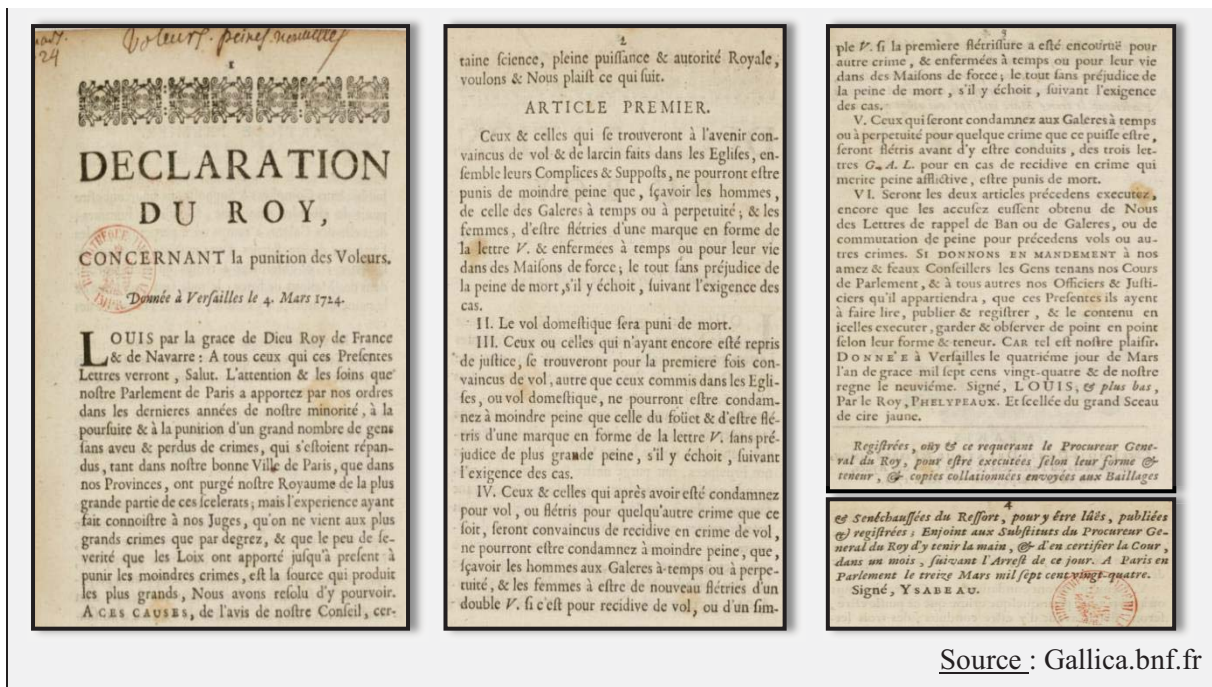 Voleurs. peines nouvelles
24
1
DECLARATION
DU ROY,
CONCERNANT la punition des Voleurs.
Donnée à Verſailles le 4. Mars 1724.
LOUIS par la grace de Dieu Roy de France
& de Navarre : A tous ceux qui ces Preſentes
Lettres verront, Salut. L'attention & les ſoins que
noſtre Parlement de Paris a apportez par nos ordres
dans les dernieres années de noſtre minorité, à la
pourſuite & à la punition d'un grand nombre de gens
ſans aveu & perdus de crimes, qui s'eſtoient répan-
dus, tant dans noſtre bonne Ville de Paris, que dans
nos Provinces, ont purgé noſtre Royaume de la plus
grande partie de ces ſcelerats; mais l'experience ayant
fait connoiſtre à nos Juges, qu'on ne vient aux plus
grands crimes que par degrez, & que le peu de ſe-
verité que les Loix ont apporté juſqu'à preſent à
punir les moindres crimes, eſt la ſource qui produit
les plus grands, Nous avons reſolu d'y pourvoir.
A CES CAUSES, de l'avis de noſtre Conſeil, cer-
2
taine ſcience, pleine puiſſance & autorité Royale,
voulons & Nous plaiſt ce qui ſuit.
ARTICLE PREMIER.
Ceux & celles qui ſe trouveront à l'avenir con-
vaincus de vol & de larcin faits dans les Egliſes, en-
ſemble leurs Complices & Suppoſts, ne pourront eſtre
punis de moindre peine que, ſçavoir les hommes,
de celle des Galeres à temps ou à perpetuité; & les
femmes, d'eſtre flétries d'une marque en forme de
la lettre V. & enfermees à temps ou pour leur vie
dans des Maiſons de force; le tout ſans préjudice de
la peine de mort, s'il y échoit, ſuivant l'exigence des
cas.
II. Le vol domeſtique ſera puni de mort.
III. Ceux ou celles qui n'ayant encore eſté repris
de juſtice, ſe trouveront pour la premiere fois con-
vaincus de vol, autre que ceux commis dans les Egli-
ſes, ou vol domeſtique, ne pourront eſtre condam-
nez à moindre peine que celle du foüet & d'eſtre flé-
tris d'une marque en forme de la lettre V. ſans pré-
judice de plus grande peine, s'il y échoit, ſuivant
l'exigence des cas.
IV. Ceux & celles qui après avoir eſté condamnez
pour vol, ou flétris pour quelqu'autre crime que ce
ſoit, ſeront convaincus de recidive en crime de vol,
ne pourront eſtre condamnez à moindre peine, que,
ſçavoir les hommes aux Galeres à temps ou à perpe-
tuité, & les femmes à eſtre de nouveau flétries d'un
double V. ſi c'eſt pour recidive de vol, ou d'un ſim-
3
ple V. ſi la premiere flétriſſure a eſté encouruë pour
autre crime, & enfermées à temps ou pour leur vie
dans des Maiſons de force; le tout ſans préjudice de
la peine de mort, s'il y échoit, ſuivant l'exigence
des cas.
V. Ceux qui ſeront condamnez aux Galeres à temps
ou à perpetuité pour quelque crime que ce puiſſe eſtre,
ſeront flétris avant d'y eſtre conduits, des trois let-
tres G. A. L. pour en cas de recidive en crime qui
merite peine afflictive, eſtre punis de mort.
VI. Seront les deux articles précedens executez,
encore que les accuſez euſſent obtenu de Nous
des Lettres de rappel de Ban ou de Galeres, ou de
commutation de peine pour précedens vols ou au-
tres crimes. SI DONNONS EN MANDEMENT à nos
amez & feaux Conſeillers les Gens tenans nos Cours
de Parlement, & à tous autres nos Officiers & Juſti-
ciers qu'il appartiendra, que ces Preſentes ils ayent
à faire lire, publier & regiſtrer, & le contenu en
icelles executer, garder & obſerver de point en point
ſelon leur forme & teneur. CAR tel eſt noſtre plaiſir.
DONNE'E à Verſailles le quatriéme jour de Mars
l'an de grace mil ſept cens vingt-quatre & de noſtre
regne le neuviéme. Signé, LOUIS; & plus bas,
Par le Roy, PHELYPEAUX. Et ſcellée du grand Sceau
de cire jaune.
Regiſtrées, oüy & ce requerant le Procureur Gene-
ral du Roy, pour eſtre executées ſelon leur forme &
teneur, & copies collationnées envoyées aux Baillages
4
& Senéchauſſées du Reſſort, pour y être lûës, publiées
& regiſtrées; Enjoint aux Subſtituts du Procureur Ge-
neral du Roy d'y tenir la main, & d'en certifier la Cour,
dans un mois, ſuivant l'Arreſt de ce jour. A Paris en
Parlement le treize Mars mil ſept cent vingt-quatre.
Signé, YSABEAU.
Source : Gallica.bnf.fr